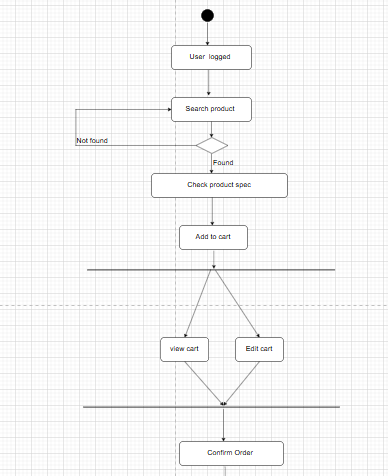 User logged
Search product
Not found
Found
Check product spec
Add to cart
view cart
Edit cart
Confirm Order